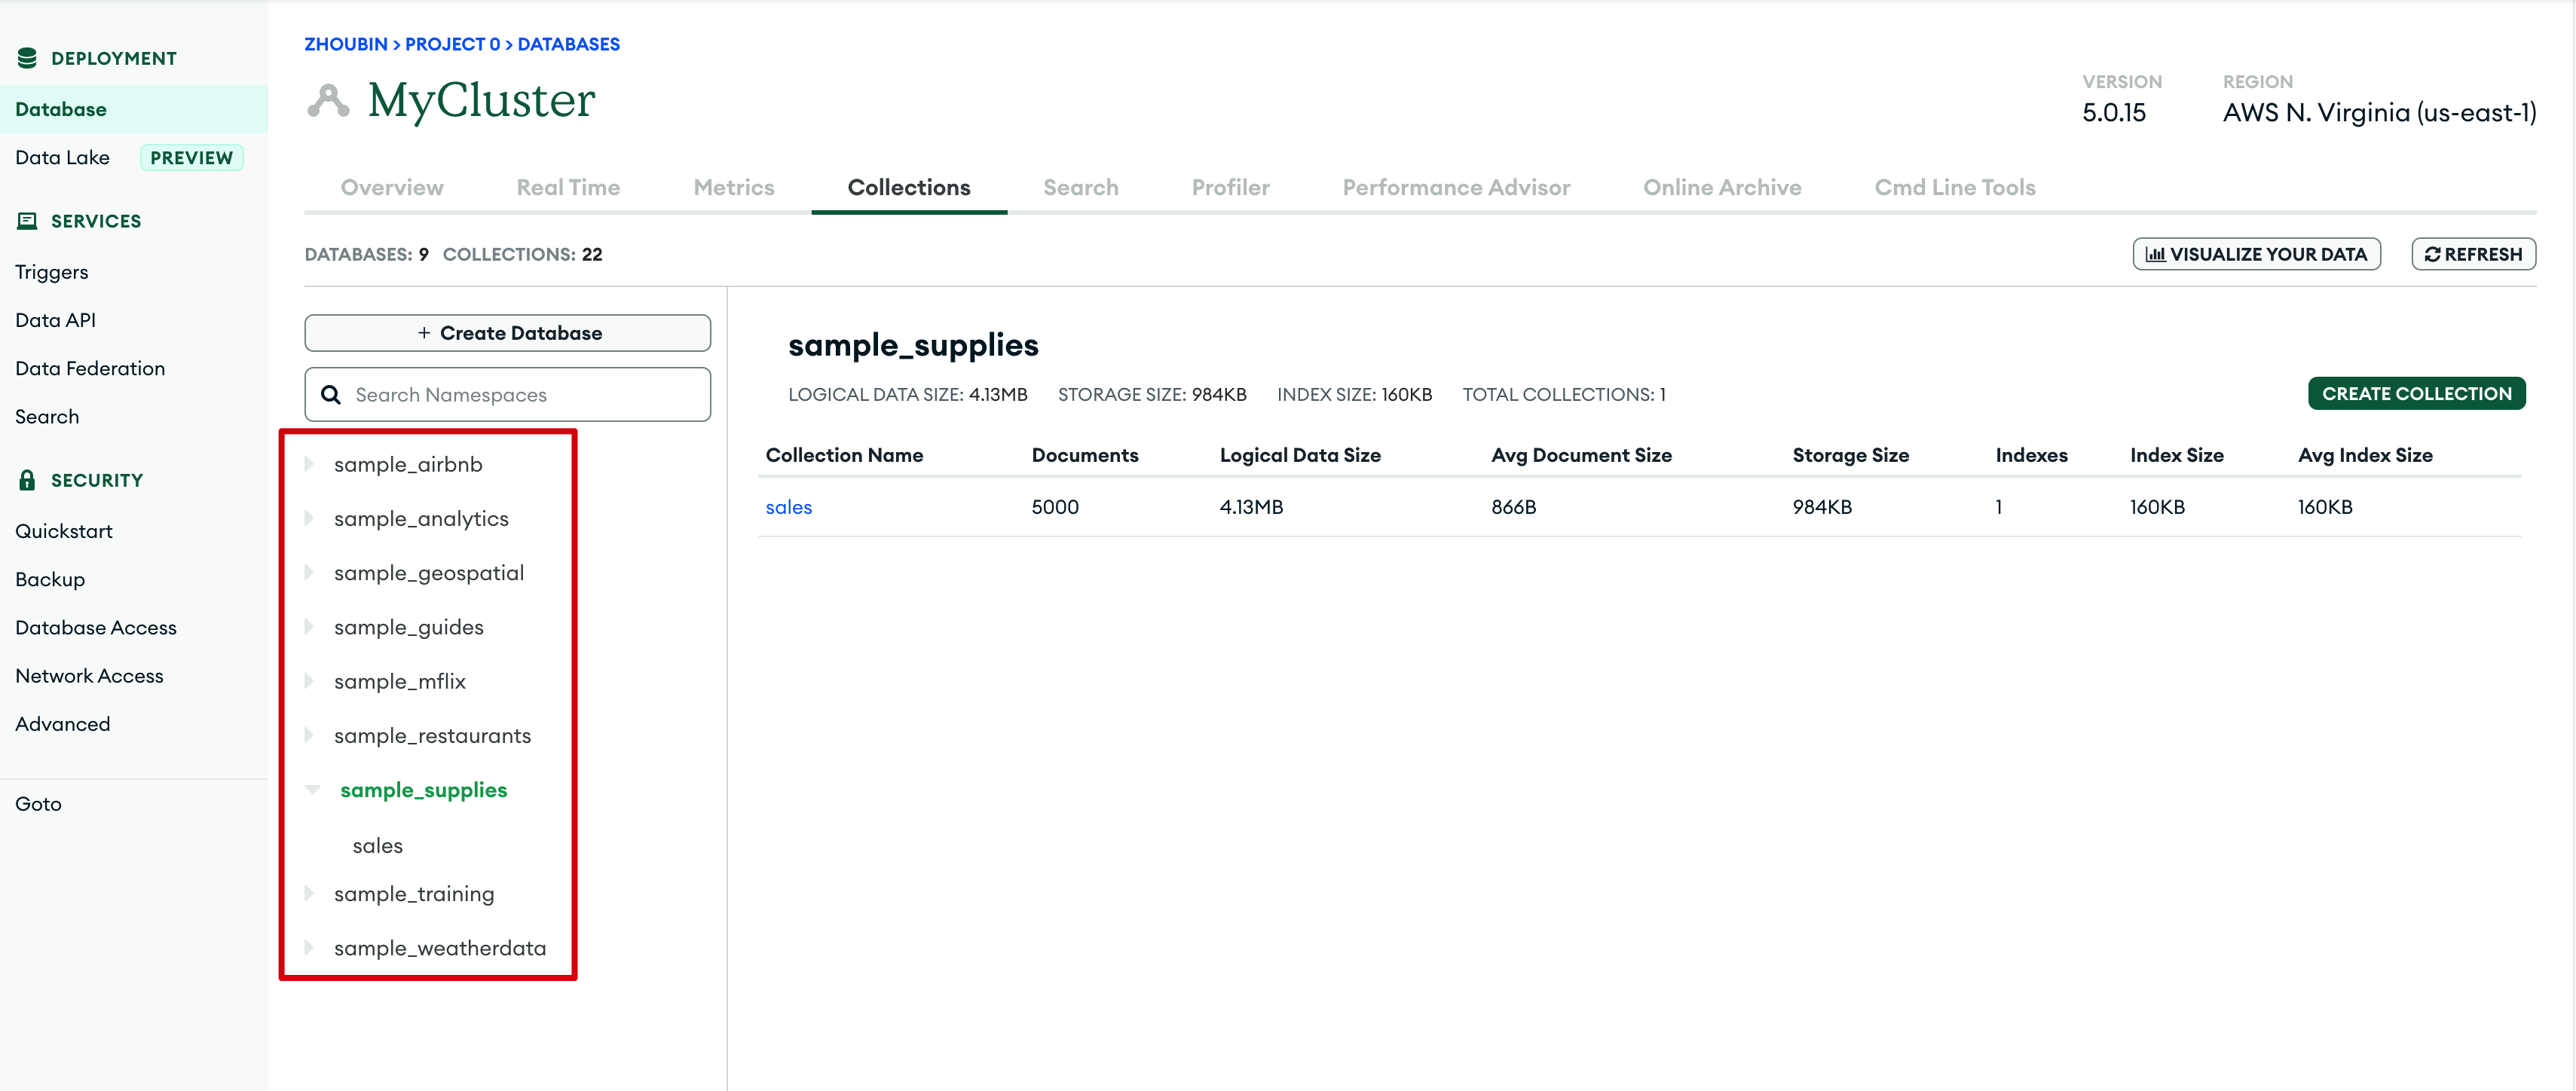 DEPLOYMENT
Database
Data Lake PREVIEW
SERVICES
Triggers
Data API
Data Federation
Search
SECURITY
Quickstart
Backup
Database Access
Network Access
Advanced
Goto
ZHOUBIN > PROJECT 0 > DATABASES
MyCluster
VERSION
5.0.15
REGION
AWS N. Virginia (us-east-1)
Overview Real Time Metrics Collections Search Profiler Performance Advisor Online Archive Cmd Line Tools
DATABASES: 9 COLLECTIONS: 22
VISUALIZE YOUR DATA
REFRESH
+ Create Database
Search Namespaces
sample_airbnb
sample_analytics
sample_geospatial
sample_guides
sample_mflix
sample_restaurants
sample_supplies
sales
sample_training
sample_weatherdata
sample_supplies
LOGICAL DATA SIZE: 4.13MB STORAGE SIZE: 984KB INDEX SIZE: 160KB TOTAL COLLECTIONS: 1
CREATE COLLECTION
Collection Name Documents Logical Data Size Avg Document Size Storage Size Indexes Index Size Avg Index Size
sales 5000 4.13MB 866B 984KB 1 160KB 160KB